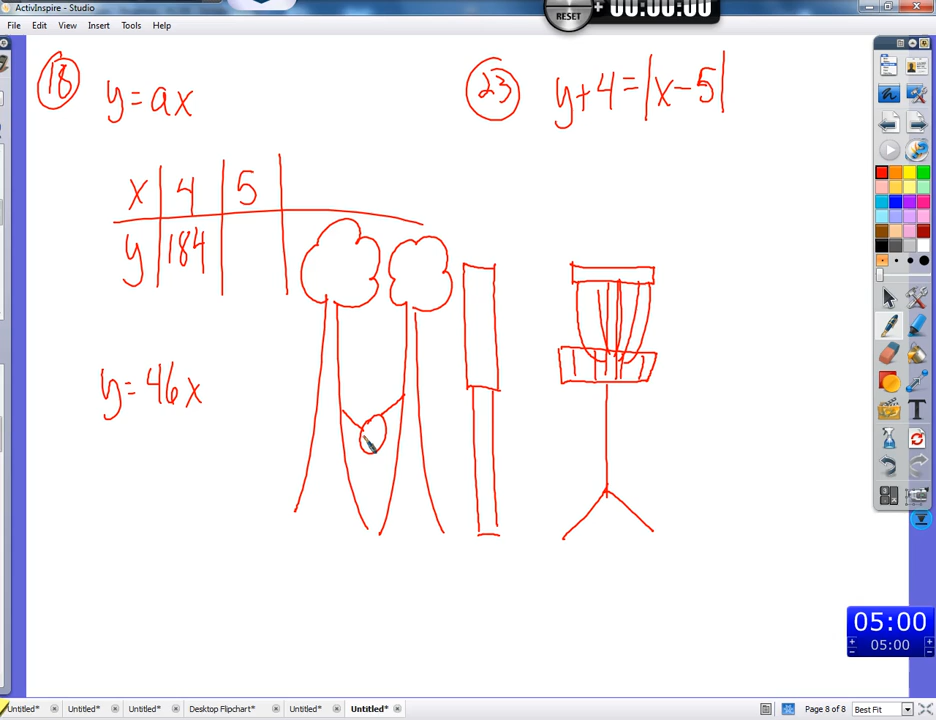 ActivInspire - Studio
RESET
00:00:00
File Edit View Insert Tools Help
18 y=ax
x 4 5
y 184
y=46x
23 y+4=|x-5|
T
05:00
05:00
Untitled* Untitled* Untitled* Desktop Flipchart* Untitled* Untitled* Page 8 of 8 Best Fit